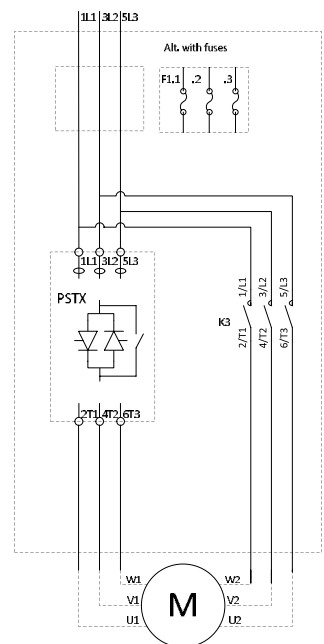 1L1 3L2 5L3
Alt. with fuses
F1.1 .2 .3
1L1 3L2 5L3
PSTX
1/L1 3/L2 5/L3
K3
2/T1 4/T2 6/T3
2T1 4T2 6T3
W1 W2
V1 M V2
U1 U2